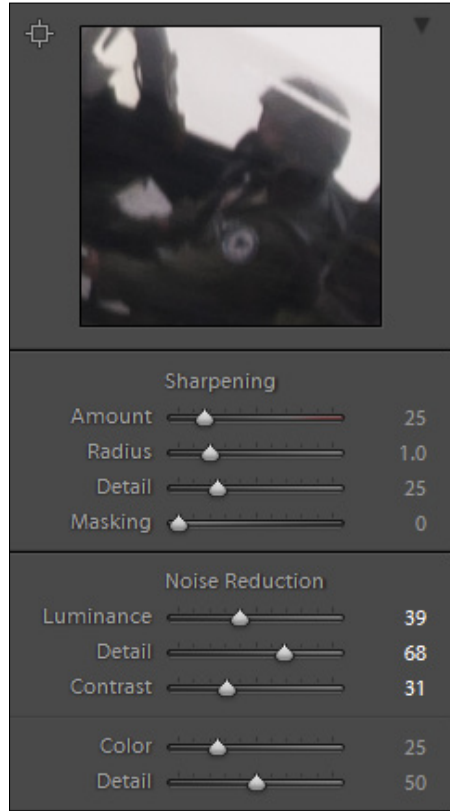 Sharpening
Amount 25
Radius 1.0
Detail 25
Masking 0
Noise Reduction
Luminance 39
Detail 68
Contrast 31
Color 25
Detail 50